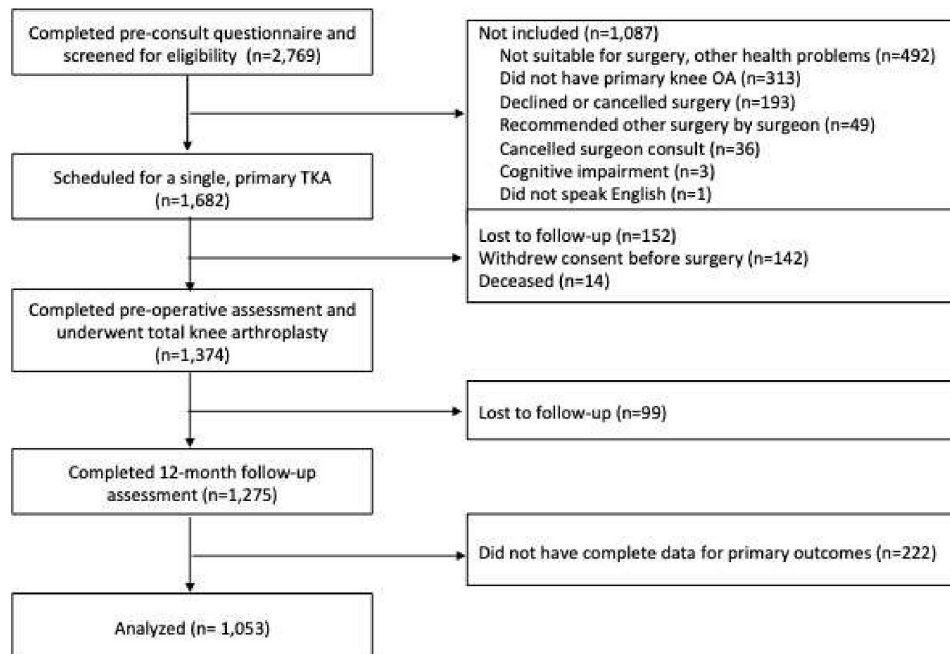 Completed pre-consult questionnaire and
screened for eligibility (n=2,769)
Not included (n=1,087)
Not suitable for surgery, other health problems (n=492)
Did not have primary knee OA (n=313)
Declined or cancelled surgery (n=193)
Recommended other surgery by surgeon (n=49)
Cancelled surgeon consult (n=36)
Cognitive impairment (n=3)
Did not speak English (n=1)
Scheduled for a single, primary TKA
(n=1,682)
Lost to follow-up (n=152)
Withdrew consent before surgery (n=142)
Deceased (n=14)
Completed pre-operative assessment and
underwent total knee arthroplasty
(n=1,374)
Lost to follow-up (n=99)
Completed 12-month follow-up
assessment (n=1,275)
Did not have complete data for primary outcomes (n=222)
Analyzed (n= 1,053)